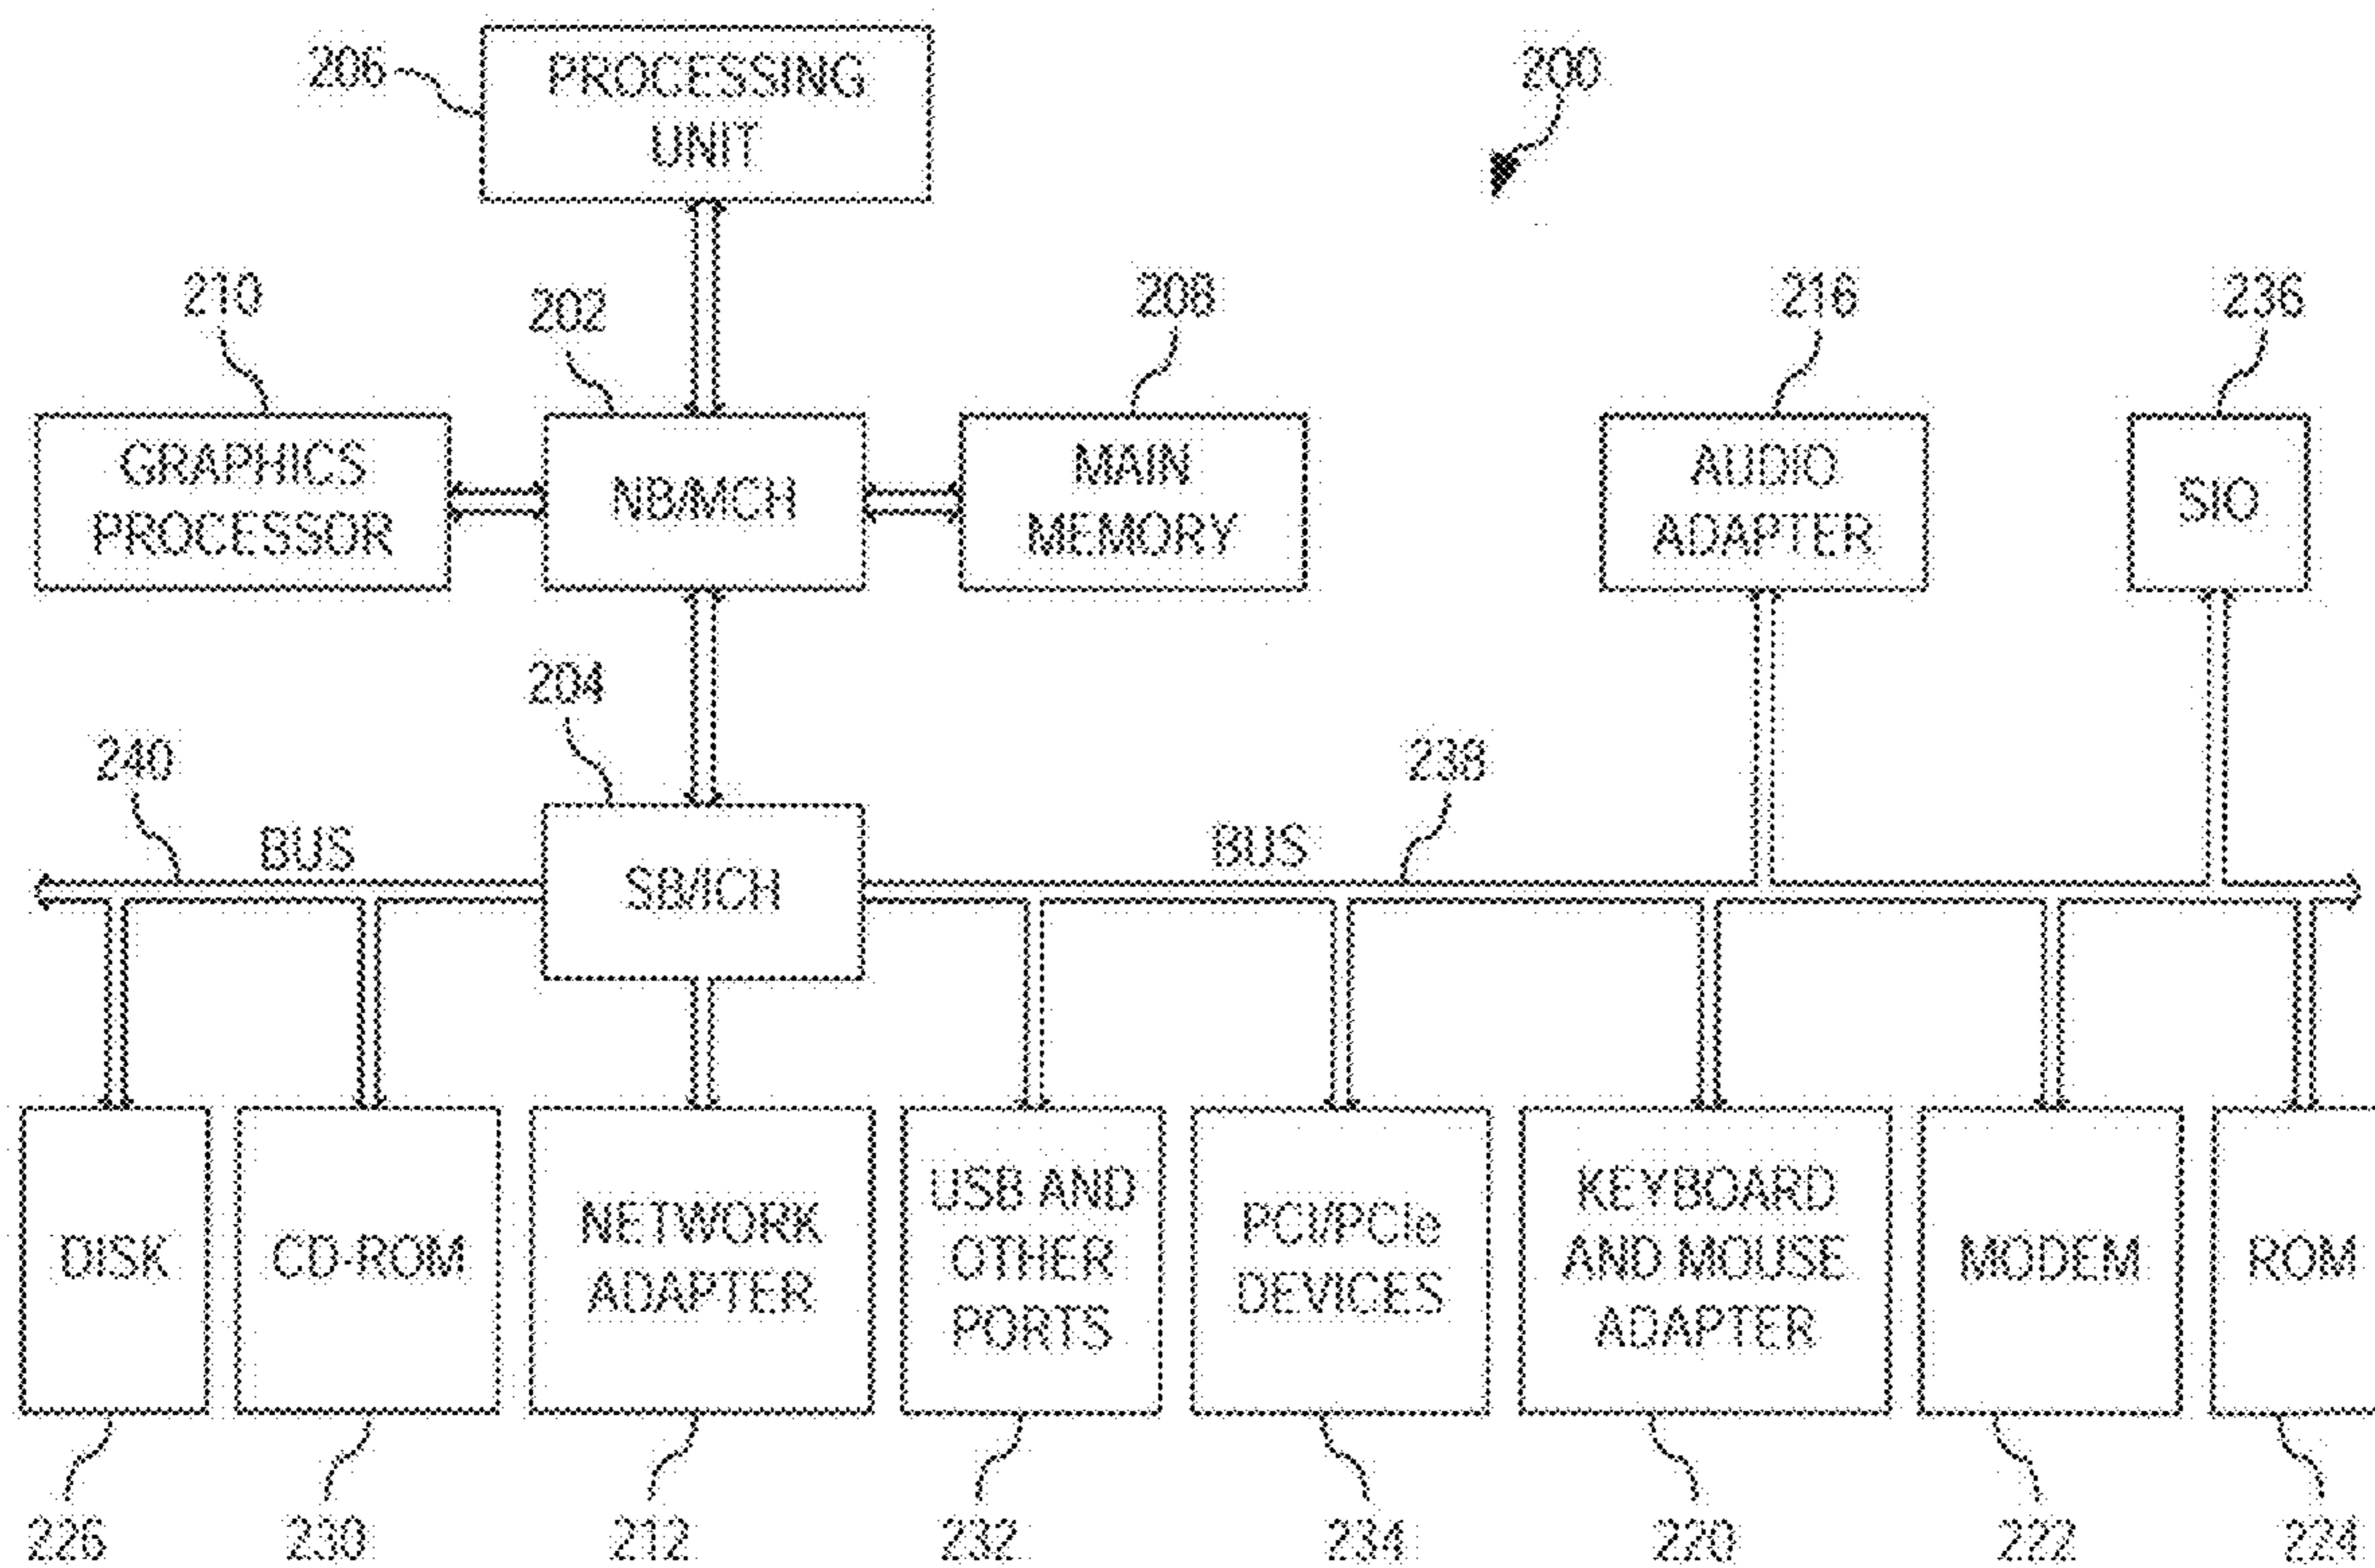 206
PROCESSING
UNIT
200
210
202
208
216
236
GRAPHICS
PROCESSOR
NB/MCH
MAIN
MEMORY
AUDIO
ADAPTER
SIO
204
240
238
BUS
SB/ICH
BUS
DISK
CD-ROM
NETWORK
ADAPTER
USB AND
OTHER
PORTS
PCI/PCIe
DEVICES
KEYBOARD
AND MOUSE
ADAPTER
MODEM
ROM
226
230
212
232
234
220
222
224